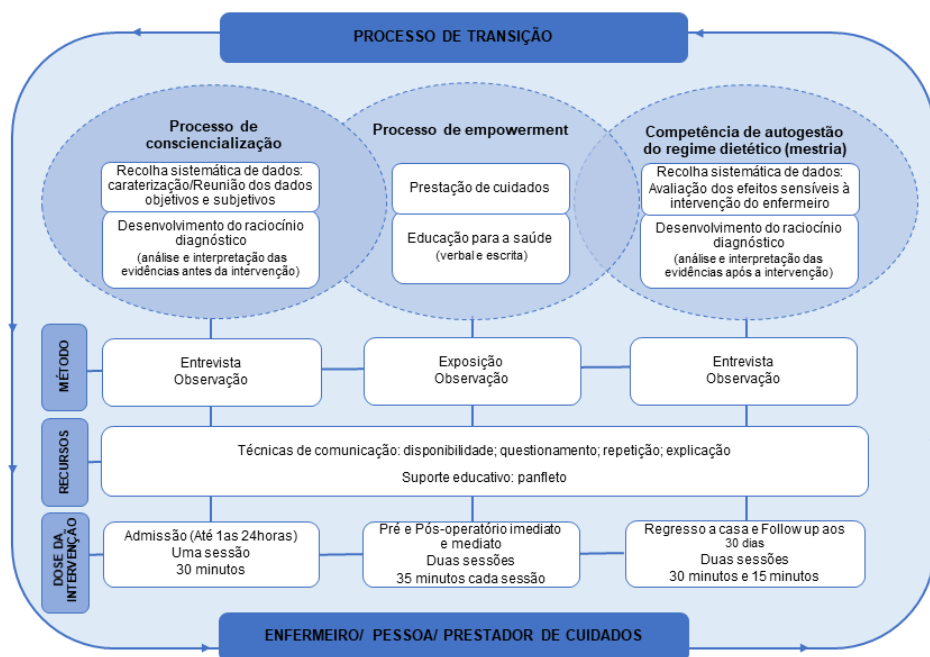 PROCESSO DE TRANSIÇÃO
Processo de
consciencialização
Recolha sistemática de dados:
caraterização/Reunião dos dados
objetivos e subjetivos
Desenvolvimento do raciocínio
diagnóstico
(análise e interpretação das
evidências antes da intervenção)
Processo de empowerment
Prestação de cuidados
Educação para a saúde
(verbal e escrita)
Competência de autogestão
do regime dietético (mestria)
Recolha sistemática de dados:
Avaliação dos efeitos sensíveis à
intervenção do enfermeiro
Desenvolvimento do raciocínio
diagnóstico
(análise e interpretação das
evidências após a intervenção)
MÉTODO
Entrevista
Observação
Exposição
Observação
Entrevista
Observação
RECURSOS
Técnicas de comunicação: disponibilidade; questionamento; repetição; explicação
Suporte educativo: panfleto
DOSE DA
INTERVENÇÃO
Admissão (Até 1as 24horas)
Uma sessão
30 minutos
Pré e Pós-operatório imediato
e mediato
Duas sessões
35 minutos cada sessão
Regresso a casa e Follow up aos
30 dias
Duas sessões
30 minutos e 15 minutos
ENFERMEIRO/ PESSOA/ PRESTADOR DE CUIDADOS